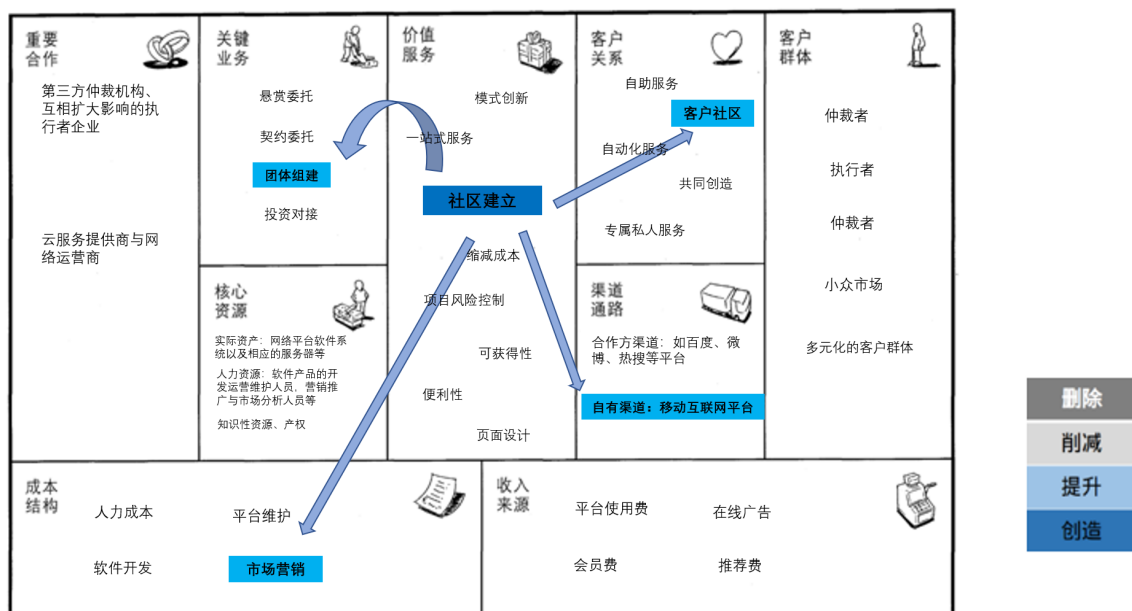 重要
合作
第三方仲裁机构、
互相扩大影响的执
行者企业
云服务提供商与网
络运营商
关键
业务
悬赏委托
契约委托
团体组建
投资对接
核心
资源
实际资产：网络平台软件系
统以及相应的服务器等
人力资源：软件产品的开
发运营维护人员，营销推
广与市场分析人员等
知识性资源、产权
价值
服务
模式创新
一站式服务
社区建立
缩减成本
项目风险控制
可获得性
便利性
页面设计
客户
关系
自助服务
客户社区
自动化服务
共同创造
专属私人服务
渠道
通路
合作方渠道：如百度、微
博、热搜等平台
自有渠道：移动互联网平台
客户
群体
仲裁者
执行者
仲裁者
小众市场
多元化的客户群体
成本
结构
人力成本
平台维护
软件开发
市场营销
收入
来源
平台使用费
在线广告
会员费
推荐费
删除
削减
提升
创造